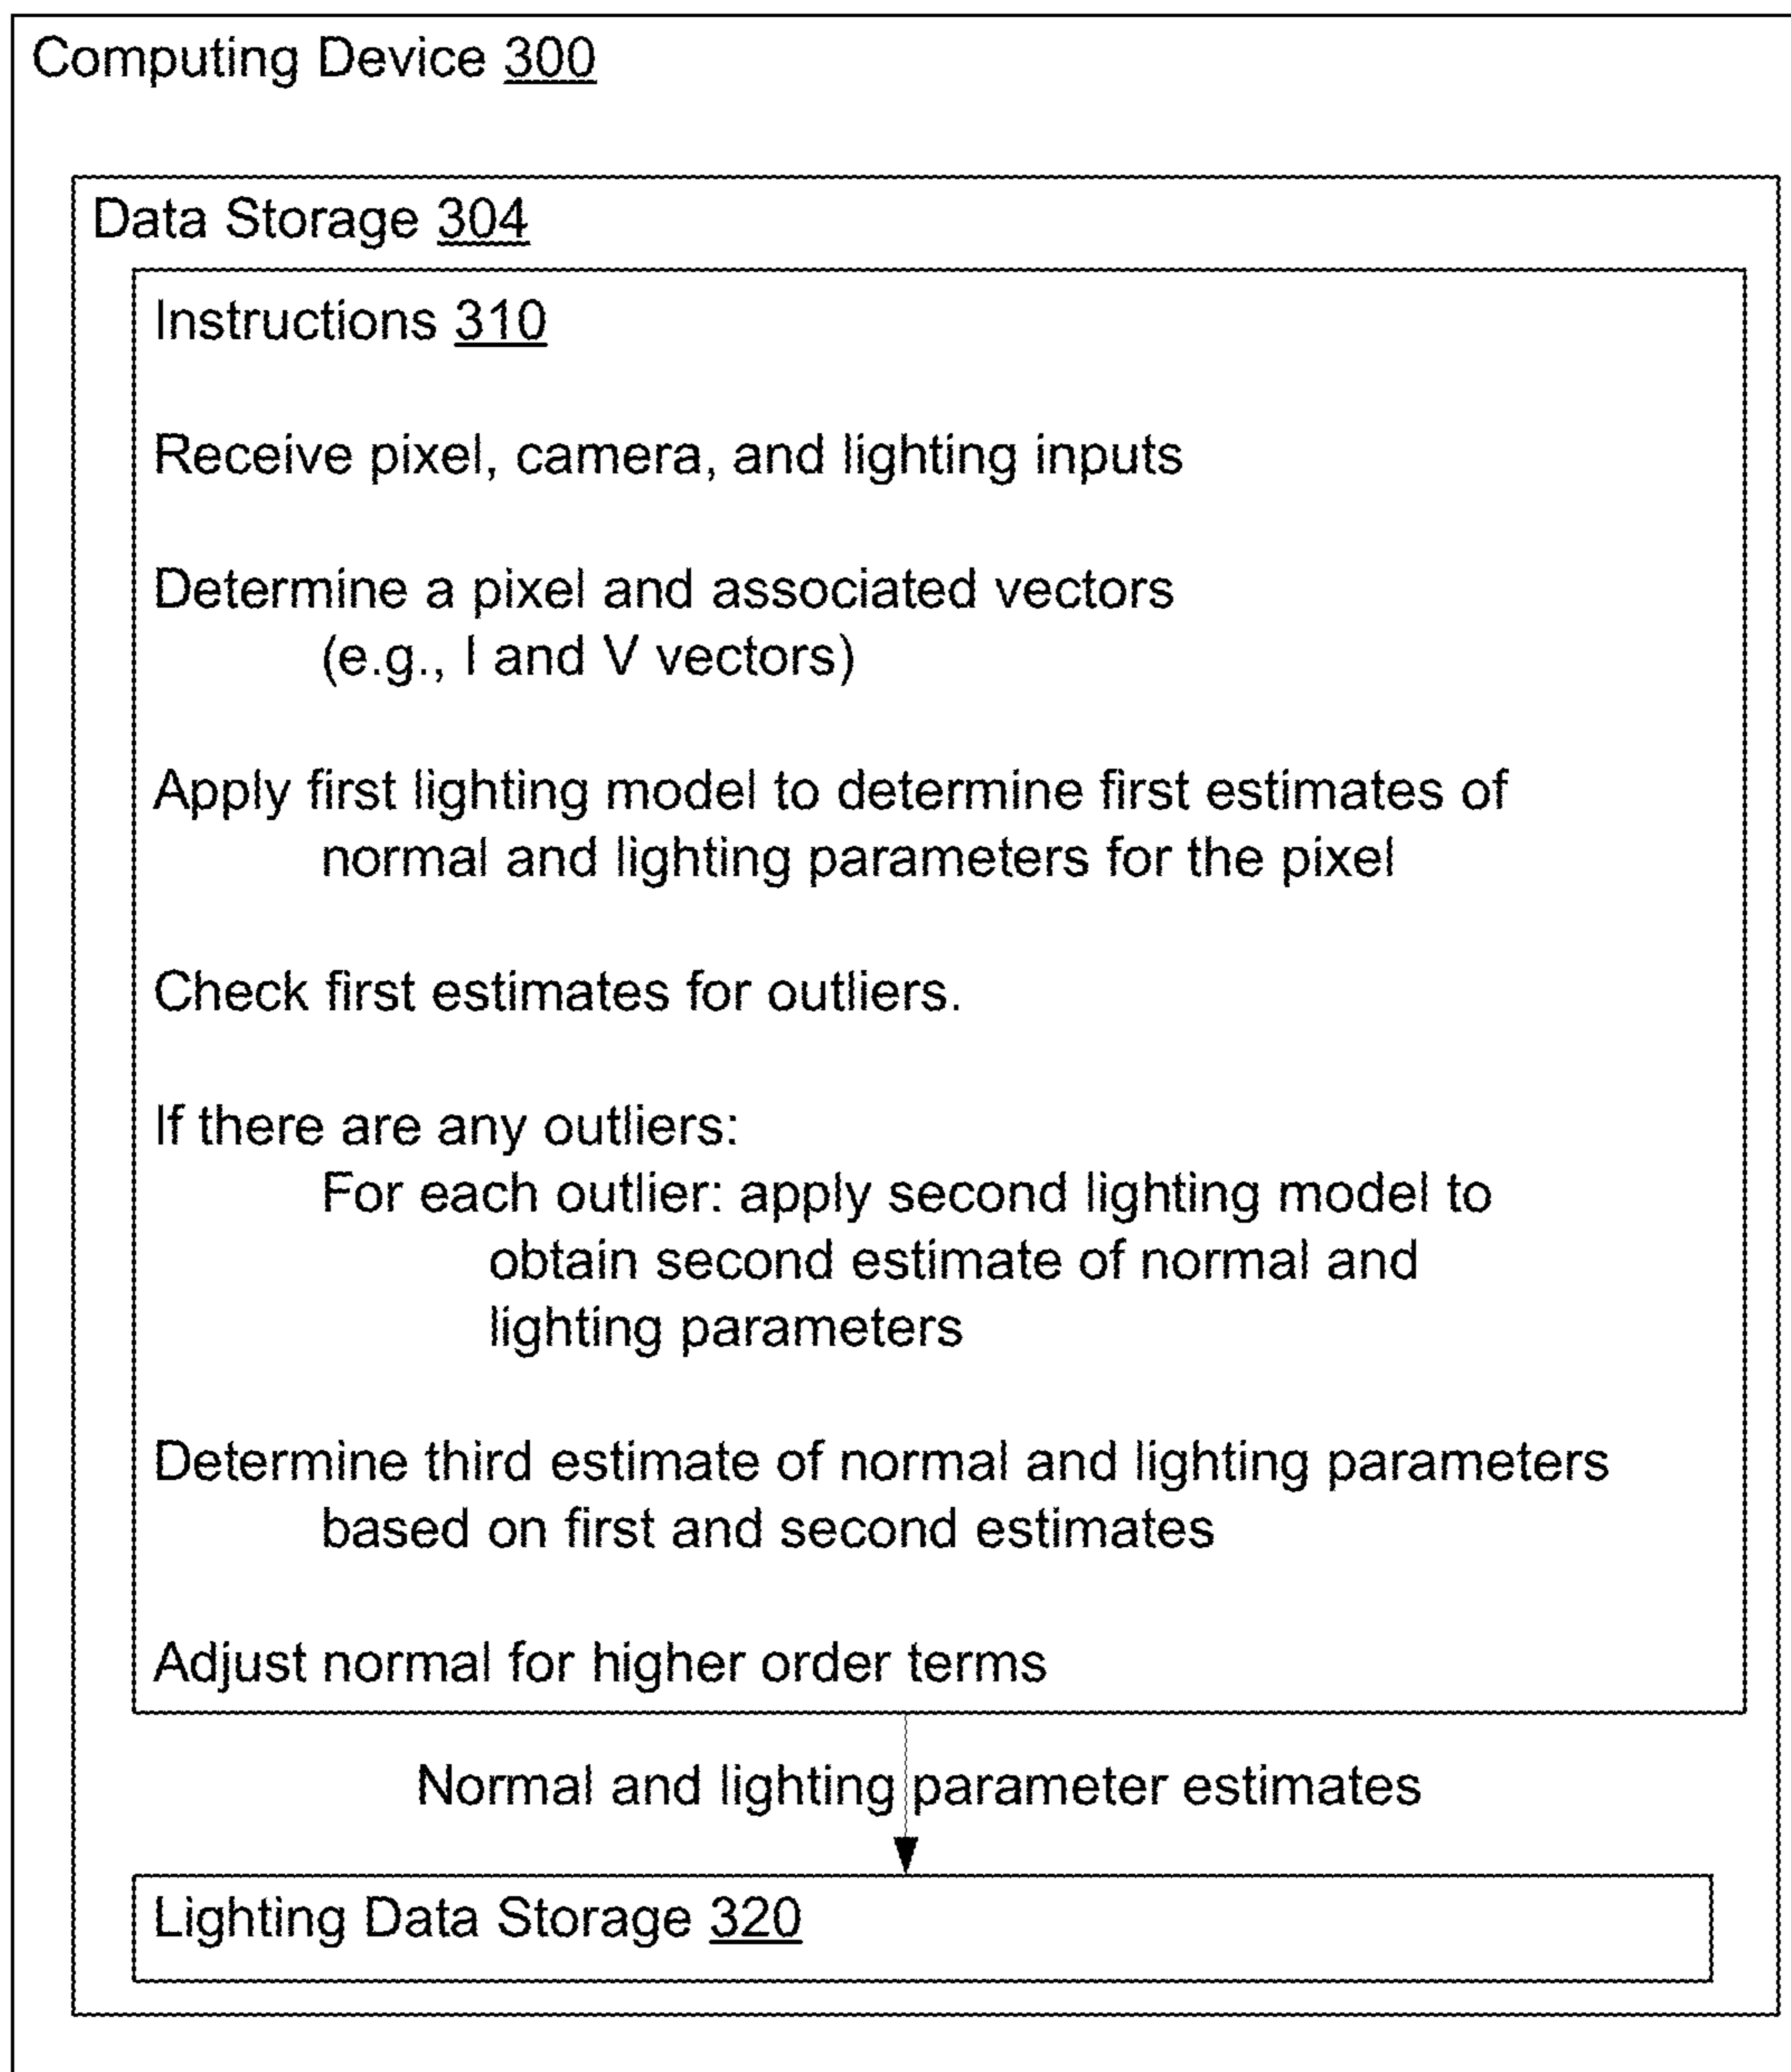 Computing Device 300
Data Storage 304
Instructions 310
Receive pixel, camera, and lighting inputs
Determine a pixel and associated vectors
(e.g., I and V vectors)
Apply first lighting model to determine first estimates of
normal and lighting parameters for the pixel
Check first estimates for outliers.
If there are any outliers:
For each outlier: apply second lighting model to
obtain second estimate of normal and
lighting parameters
Determine third estimate of normal and lighting parameters
based on first and second estimates
Adjust normal for higher order terms
Normal and lighting parameter estimates
Lighting Data Storage 320